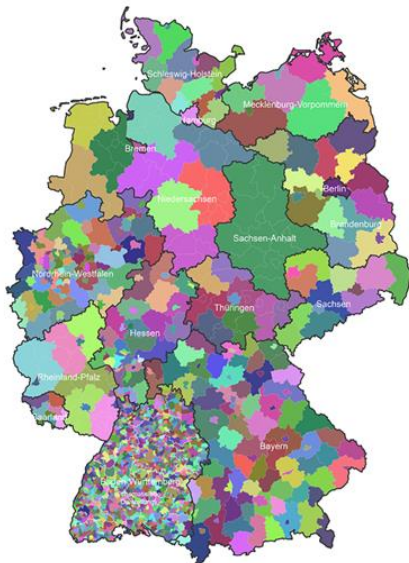 Schleswig-Holstein
Mecklenburg-Vorpommern
Hamburg
Bremen
Berlin
Niedersachsen
Brandenburg
Sachsen-Anhalt
Nordrhein-Westfalen
Sachsen
Thüringen
Hessen
Rheinland-Pfalz
Saarland
Bayern
Baden-Württemberg